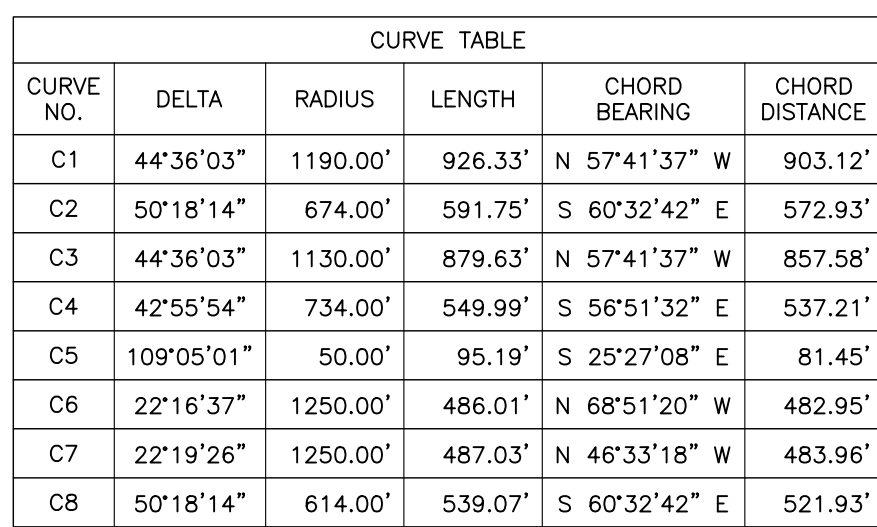 CURVE TABLE
CURVE NO. DELTA RADIUS LENGTH CHORD BEARING CHORD DISTANCE
C1 44°36'03" 1190.00' 926.33' N 57°41'37" W 903.12'
C2 50°18'14" 674.00' 591.75' S 60°32'42" E 572.93'
C3 44°36'03" 1130.00' 879.63' N 57°41'37" W 857.58'
C4 42°55'54" 734.00' 549.99' S 56°51'32" E 537.21'
C5 109°05'01" 50.00' 95.19' S 25°27'08" E 81.45'
C6 22°16'37" 1250.00' 486.01' N 68°51'20" W 482.95'
C7 22°19'26" 1250.00' 487.03' N 46°33'18" W 483.96'
C8 50°18'14" 614.00' 539.07' S 60°32'42" E 521.93'